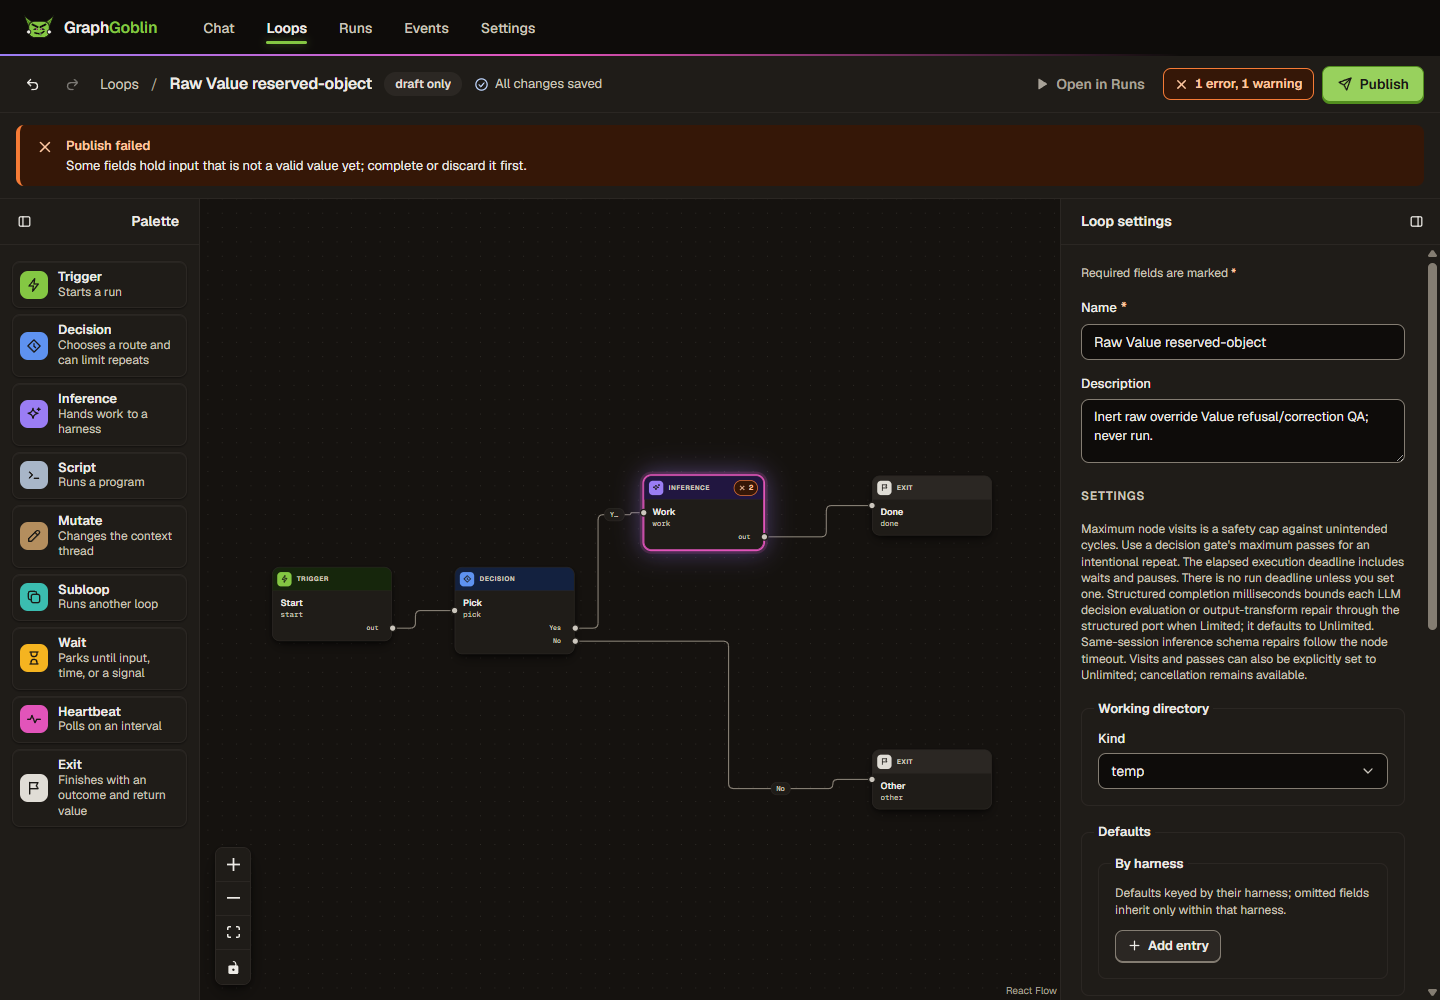 GraphGoblin
Chat
Loops
Runs
Events
Settings
Loops / Raw Value reserved-object
draft only
All changes saved
Open in Runs
1 error, 1 warning
Publish
Publish failed
Some fields hold input that is not a valid value yet; complete or discard it first.
Palette
Trigger
Starts a run
Decision
Chooses a route and
can limit repeats
Inference
Hands work to a
harness
Script
Runs a program
Mutate
Changes the context
thread
Subloop
Runs another loop
Wait
Parks until input,
time, or a signal
Heartbeat
Polls on an interval
Exit
Finishes with an
outcome and return
value
TRIGGER
Start
start
out
DECISION
Pick
pick
Yes
No
Y…
INFERENCE
2
Work
work
out
EXIT
Done
done
No
EXIT
Other
other
React Flow
Loop settings
Required fields are marked *
Name *
Raw Value reserved-object
Description
Inert raw override Value refusal/correction QA;
never run.
SETTINGS
Maximum node visits is a safety cap against unintended
cycles. Use a decision gate's maximum passes for an
intentional repeat. The elapsed execution deadline includes
waits and pauses. There is no run deadline unless you set
one. Structured completion milliseconds bounds each LLM
decision evaluation or output-transform repair through the
structured port when Limited; it defaults to Unlimited.
Same-session inference schema repairs follow the node
timeout. Visits and passes can also be explicitly set to
Unlimited; cancellation remains available.
Working directory
Kind
temp
Defaults
By harness
Defaults keyed by their harness; omitted fields
inherit only within that harness.
Add entry